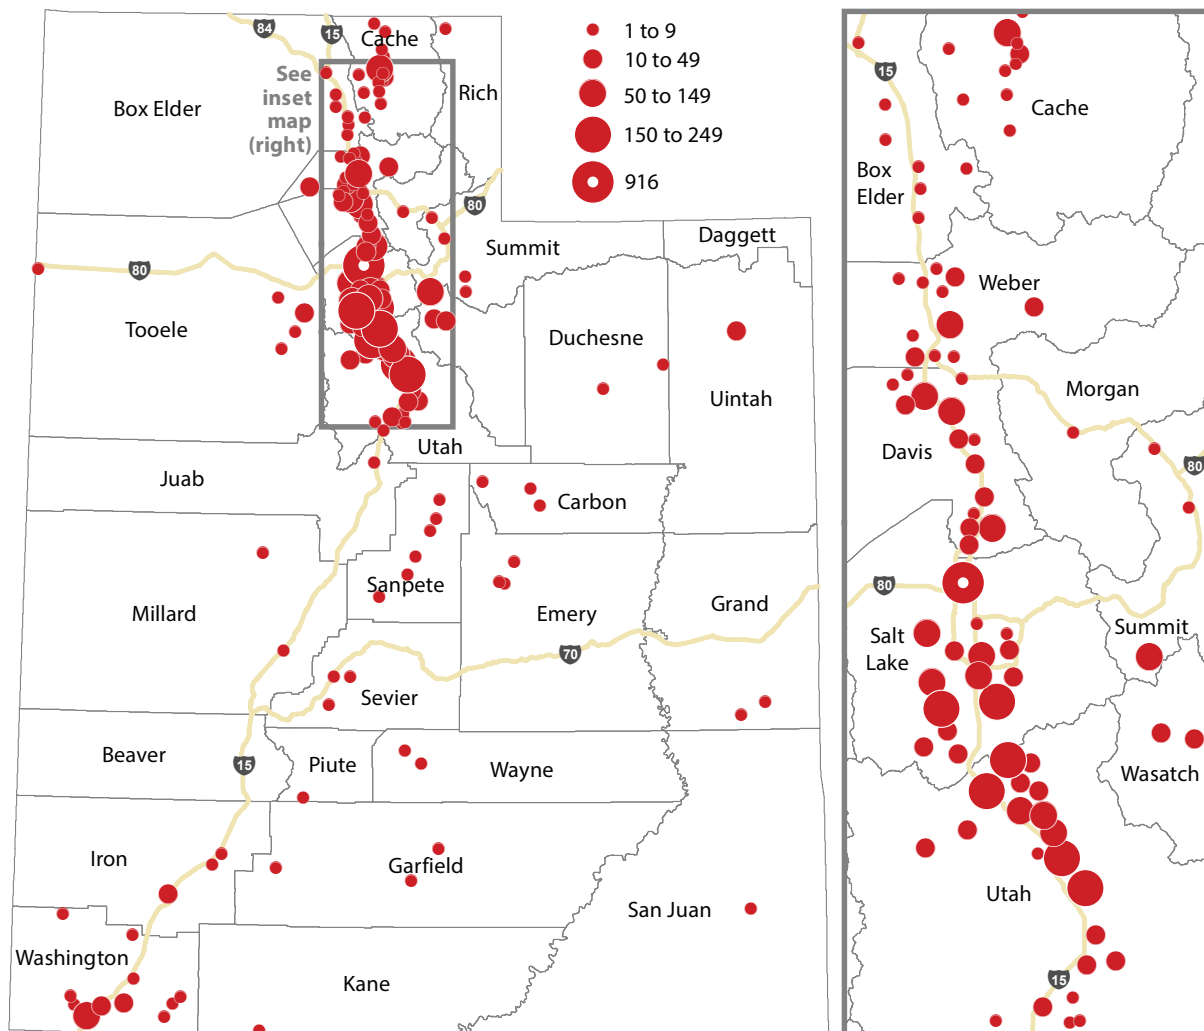 84
15
Cache
See
inset
map
(right)
Rich
Box Elder
1 to 9
10 to 49
50 to 149
150 to 249
916
80
Summit
Daggett
80
Tooele
Duchesne
Uintah
Utah
Juab
Carbon
Sanpete
Millard
Emery
Grand
70
Sevier
Beaver
15
Piute
Wayne
Iron
Garfield
San Juan
Washington
Kane
15
Cache
Box
Elder
Weber
Morgan
Davis
80
80
Salt
Lake
Summit
Wasatch
Utah
15